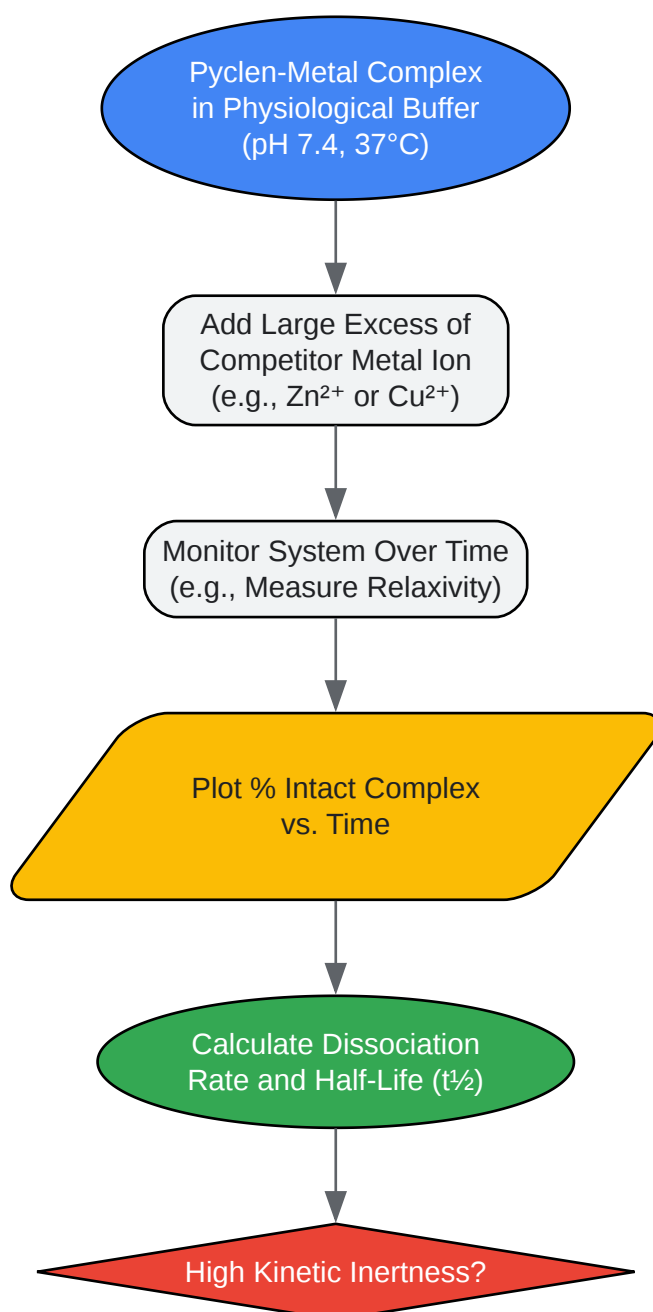 Pyclen-Metal Complex
in Physiological Buffer
(pH 7.4, 37°C)
Add Large Excess of
Competitor Metal Ion
(e.g., Zn²⁺ or Cu²⁺)
Monitor System Over Time
(e.g., Measure Relaxivity)
Plot % Intact Complex
vs. Time
Calculate Dissociation
Rate and Half-Life (t½)
High Kinetic Inertness?